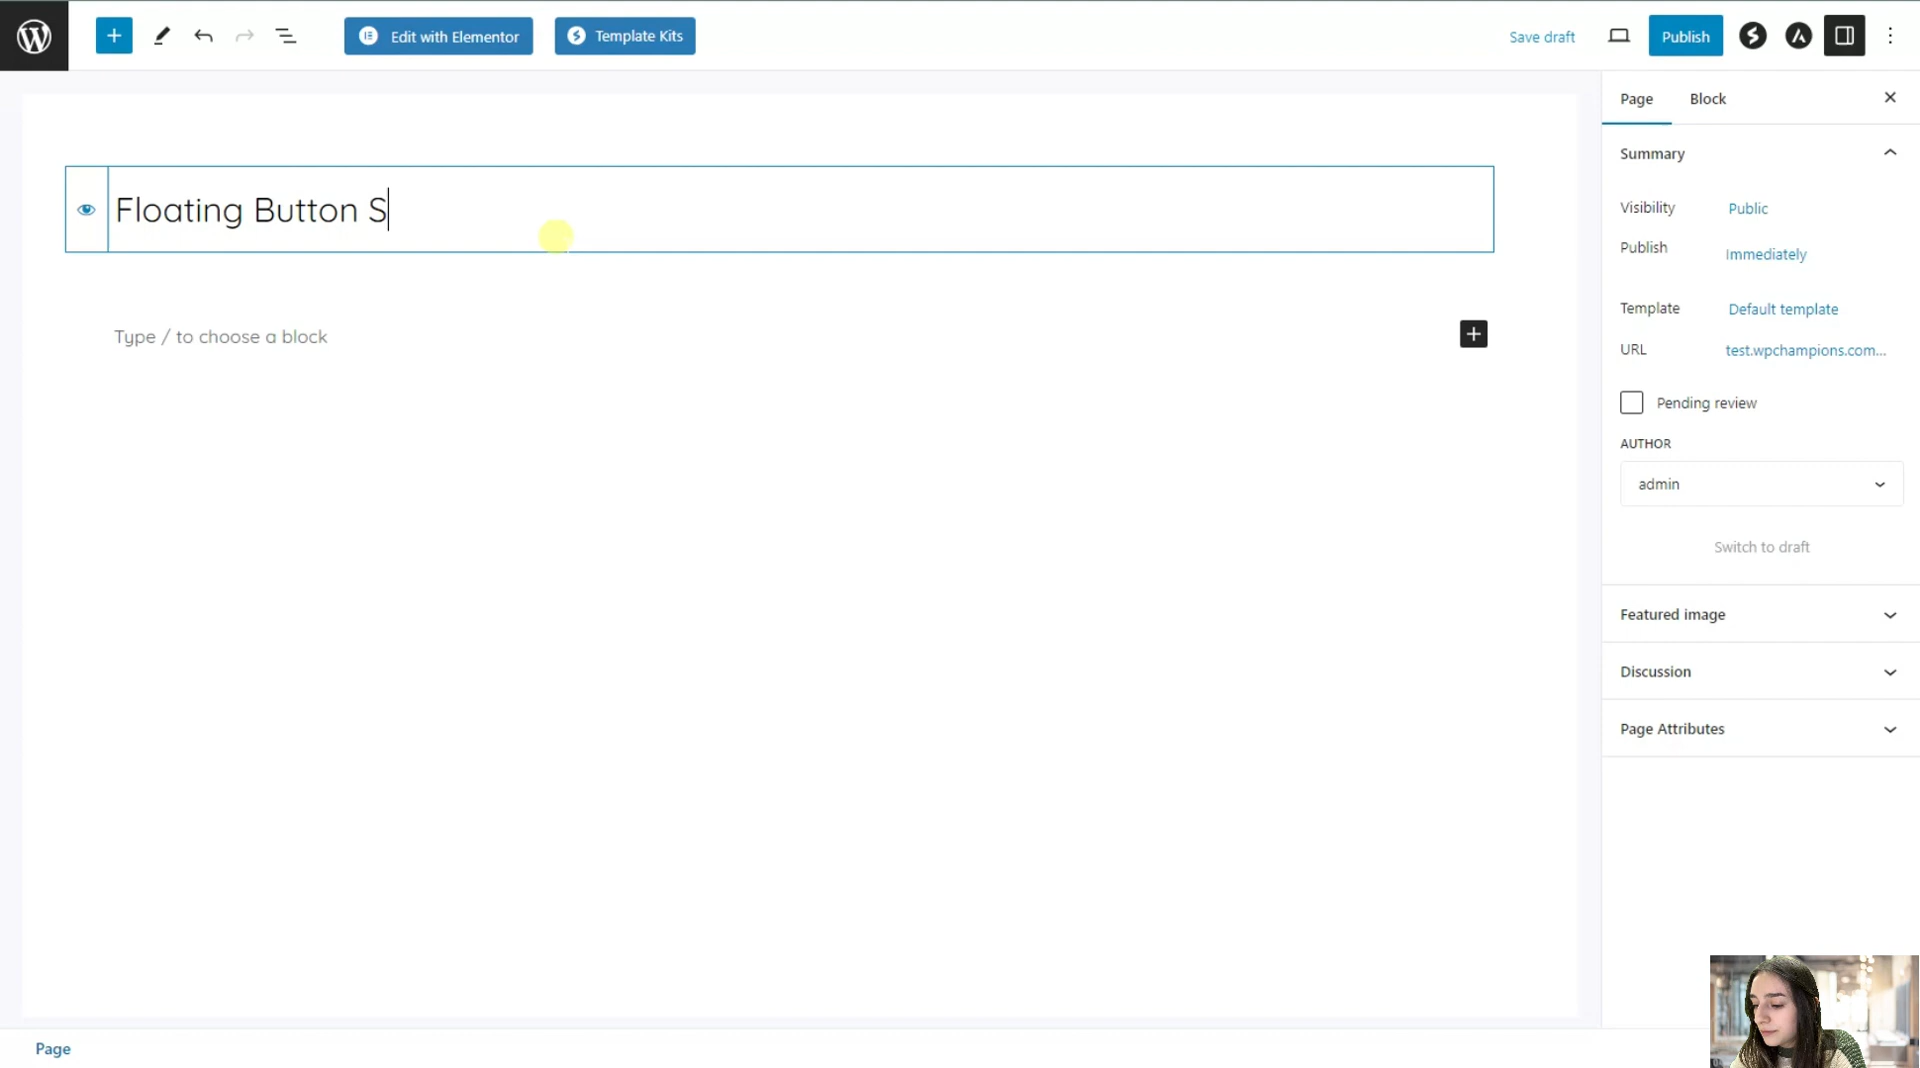 Edit with Elementor
Template Kits
Save draft
Publish
Page
Block
Floating Button S
Type / to choose a block
Summary
Visibility
Public
Publish
Immediately
Template
Default template
URL
test.wpchampions.com...
Pending review
AUTHOR
admin
Switch to draft
Featured image
Discussion
Page Attributes
Page